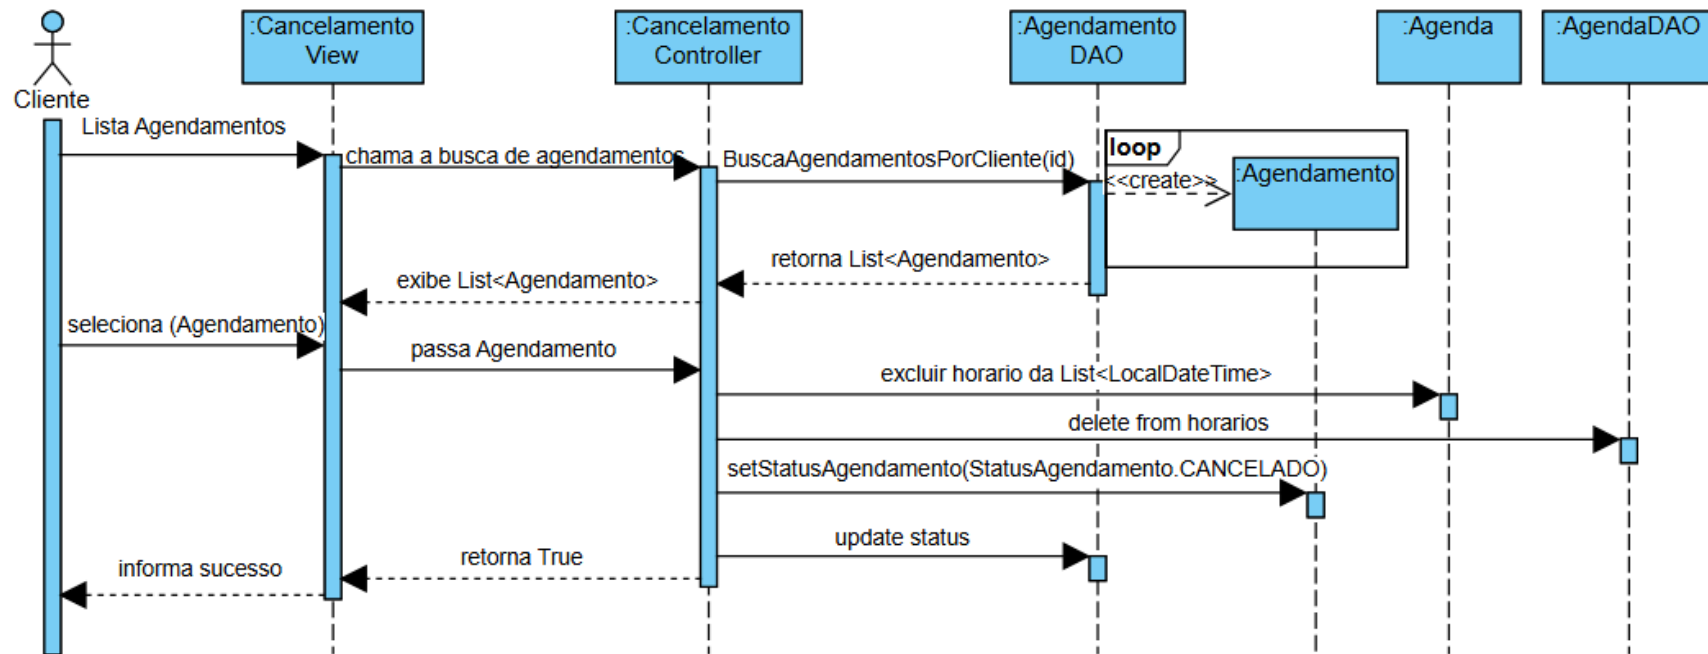 :Cancelamento
View
:Cancelamento
Controller
:Agendamento
DAO
:Agenda
:AgendaDAO
Cliente
Lista Agendamentos
chama a busca de agendamentos
BuscaAgendamentosPorCliente(id)
loop
<<create>>
:Agendamento
retorna List<Agendamento>
exibe List<Agendamento>
seleciona (Agendamento)
passa Agendamento
excluir horario da List<LocalDateTime>
delete from horarios
setStatusAgendamento(StatusAgendamento.CANCELADO)
update status
retorna True
informa sucesso